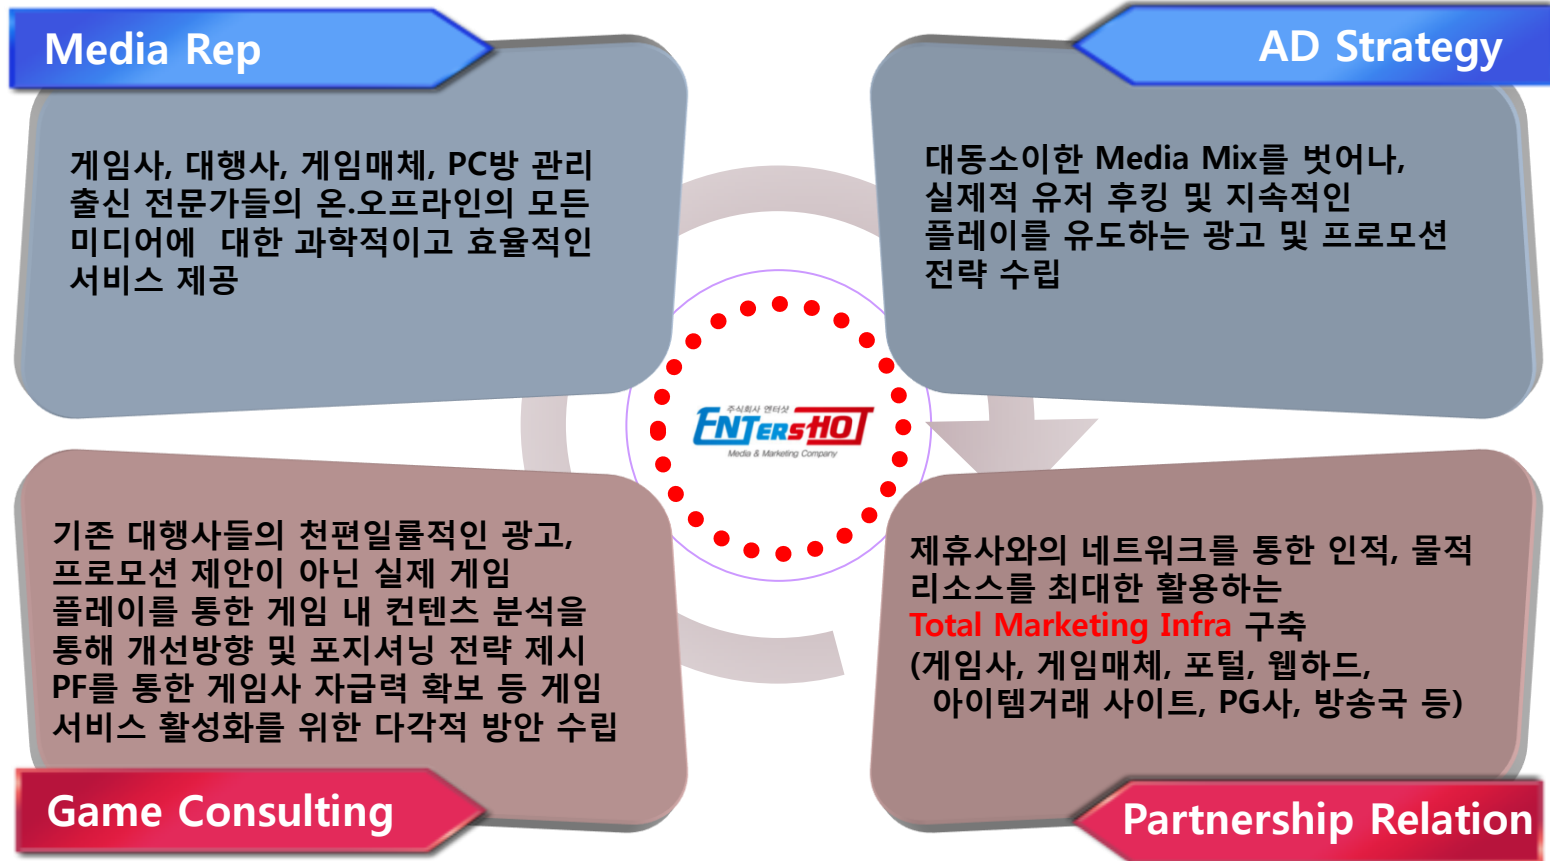 Media Rep
게임사, 대행사, 게임매체, PC방 관리
출신 전문가들의 온.오프라인의 모든
미디어에 대한 과학적이고 효율적인
서비스 제공
AD Strategy
대동소이한 Media Mix를 벗어나,
실제적 유저 후킹 및 지속적인
플레이를 유도하는 광고 및 프로모션
전략 수립
주식회사 엔터샷
ENTERSHOT
Media & Marketing Company
기존 대행사들의 천편일률적인 광고,
프로모션 제안이 아닌 실제 게임
플레이를 통한 게임 내 컨텐츠 분석을
통해 개선방향 및 포지셔닝 전략 제시
PF를 통한 게임사 자급력 확보 등 게임
서비스 활성화를 위한 다각적 방안 수립
Game Consulting
제휴사와의 네트워크를 통한 인적, 물적
리소스를 최대한 활용하는
Total Marketing Infra 구축
(게임사, 게임매체, 포털, 웹하드,
아이템거래 사이트, PG사, 방송국 등)
Partnership Relation